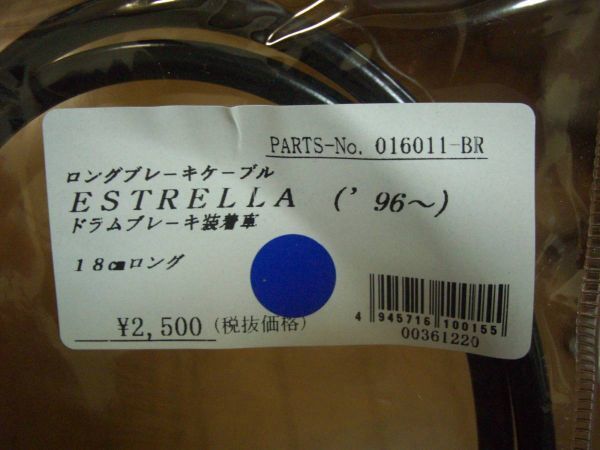 PARTS-No. 016011-BR
ロングブレーキケーブル
ESTRELLA ('96～)
ドラムブレーキ装着車
18㎝ロング
¥2,500 (税抜価格)
4 945716 100155
00361220